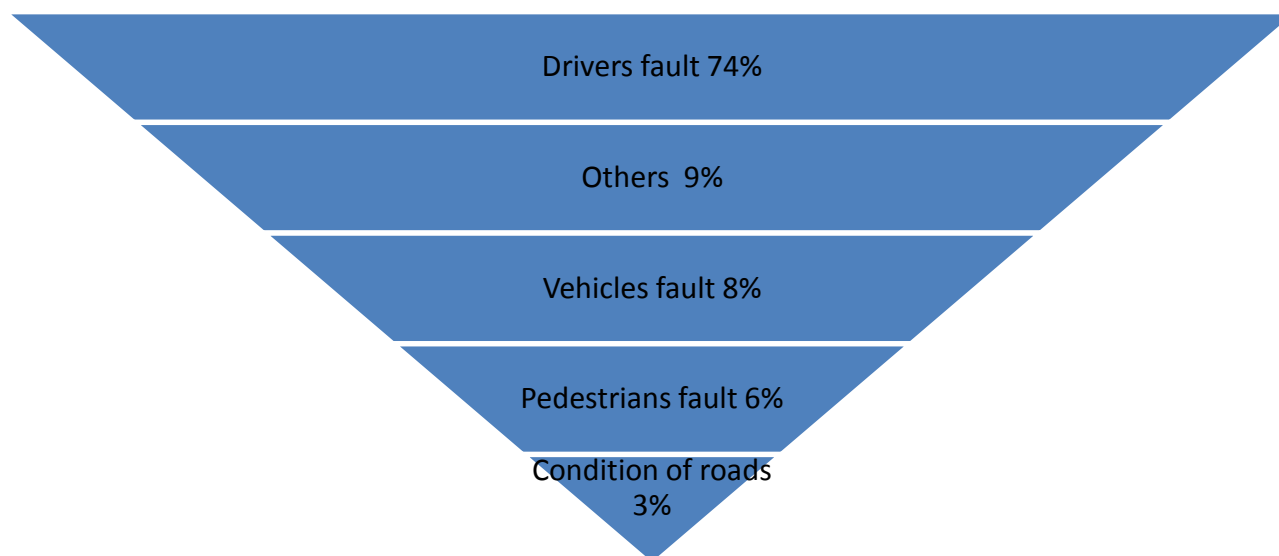 Drivers fault 74%
Others  9%
Vehicles fault 8%
Pedestrians fault 6%
Condition of roads
3%